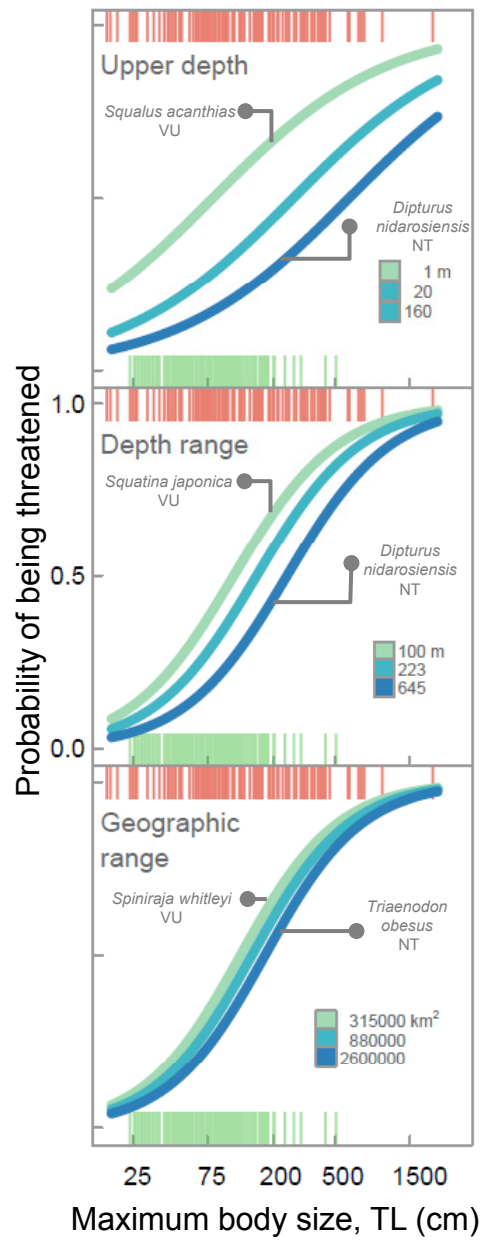 Upper depth
Squalus acanthias
VU
Dipturus
nidarosiensis
NT
1 m
20
160
1.0
Depth range
Squatina japonica
VU
Dipturus
nidarosiensis
NT
0.5
100 m
223
645
0.0
Geographic
range
Spiniraja whitleyi
VU
Triaenodon
obesus
NT
315000 km²
880000
2600000
25 75 200 500 1500
Maximum body size, TL (cm)
Probability of being threatened